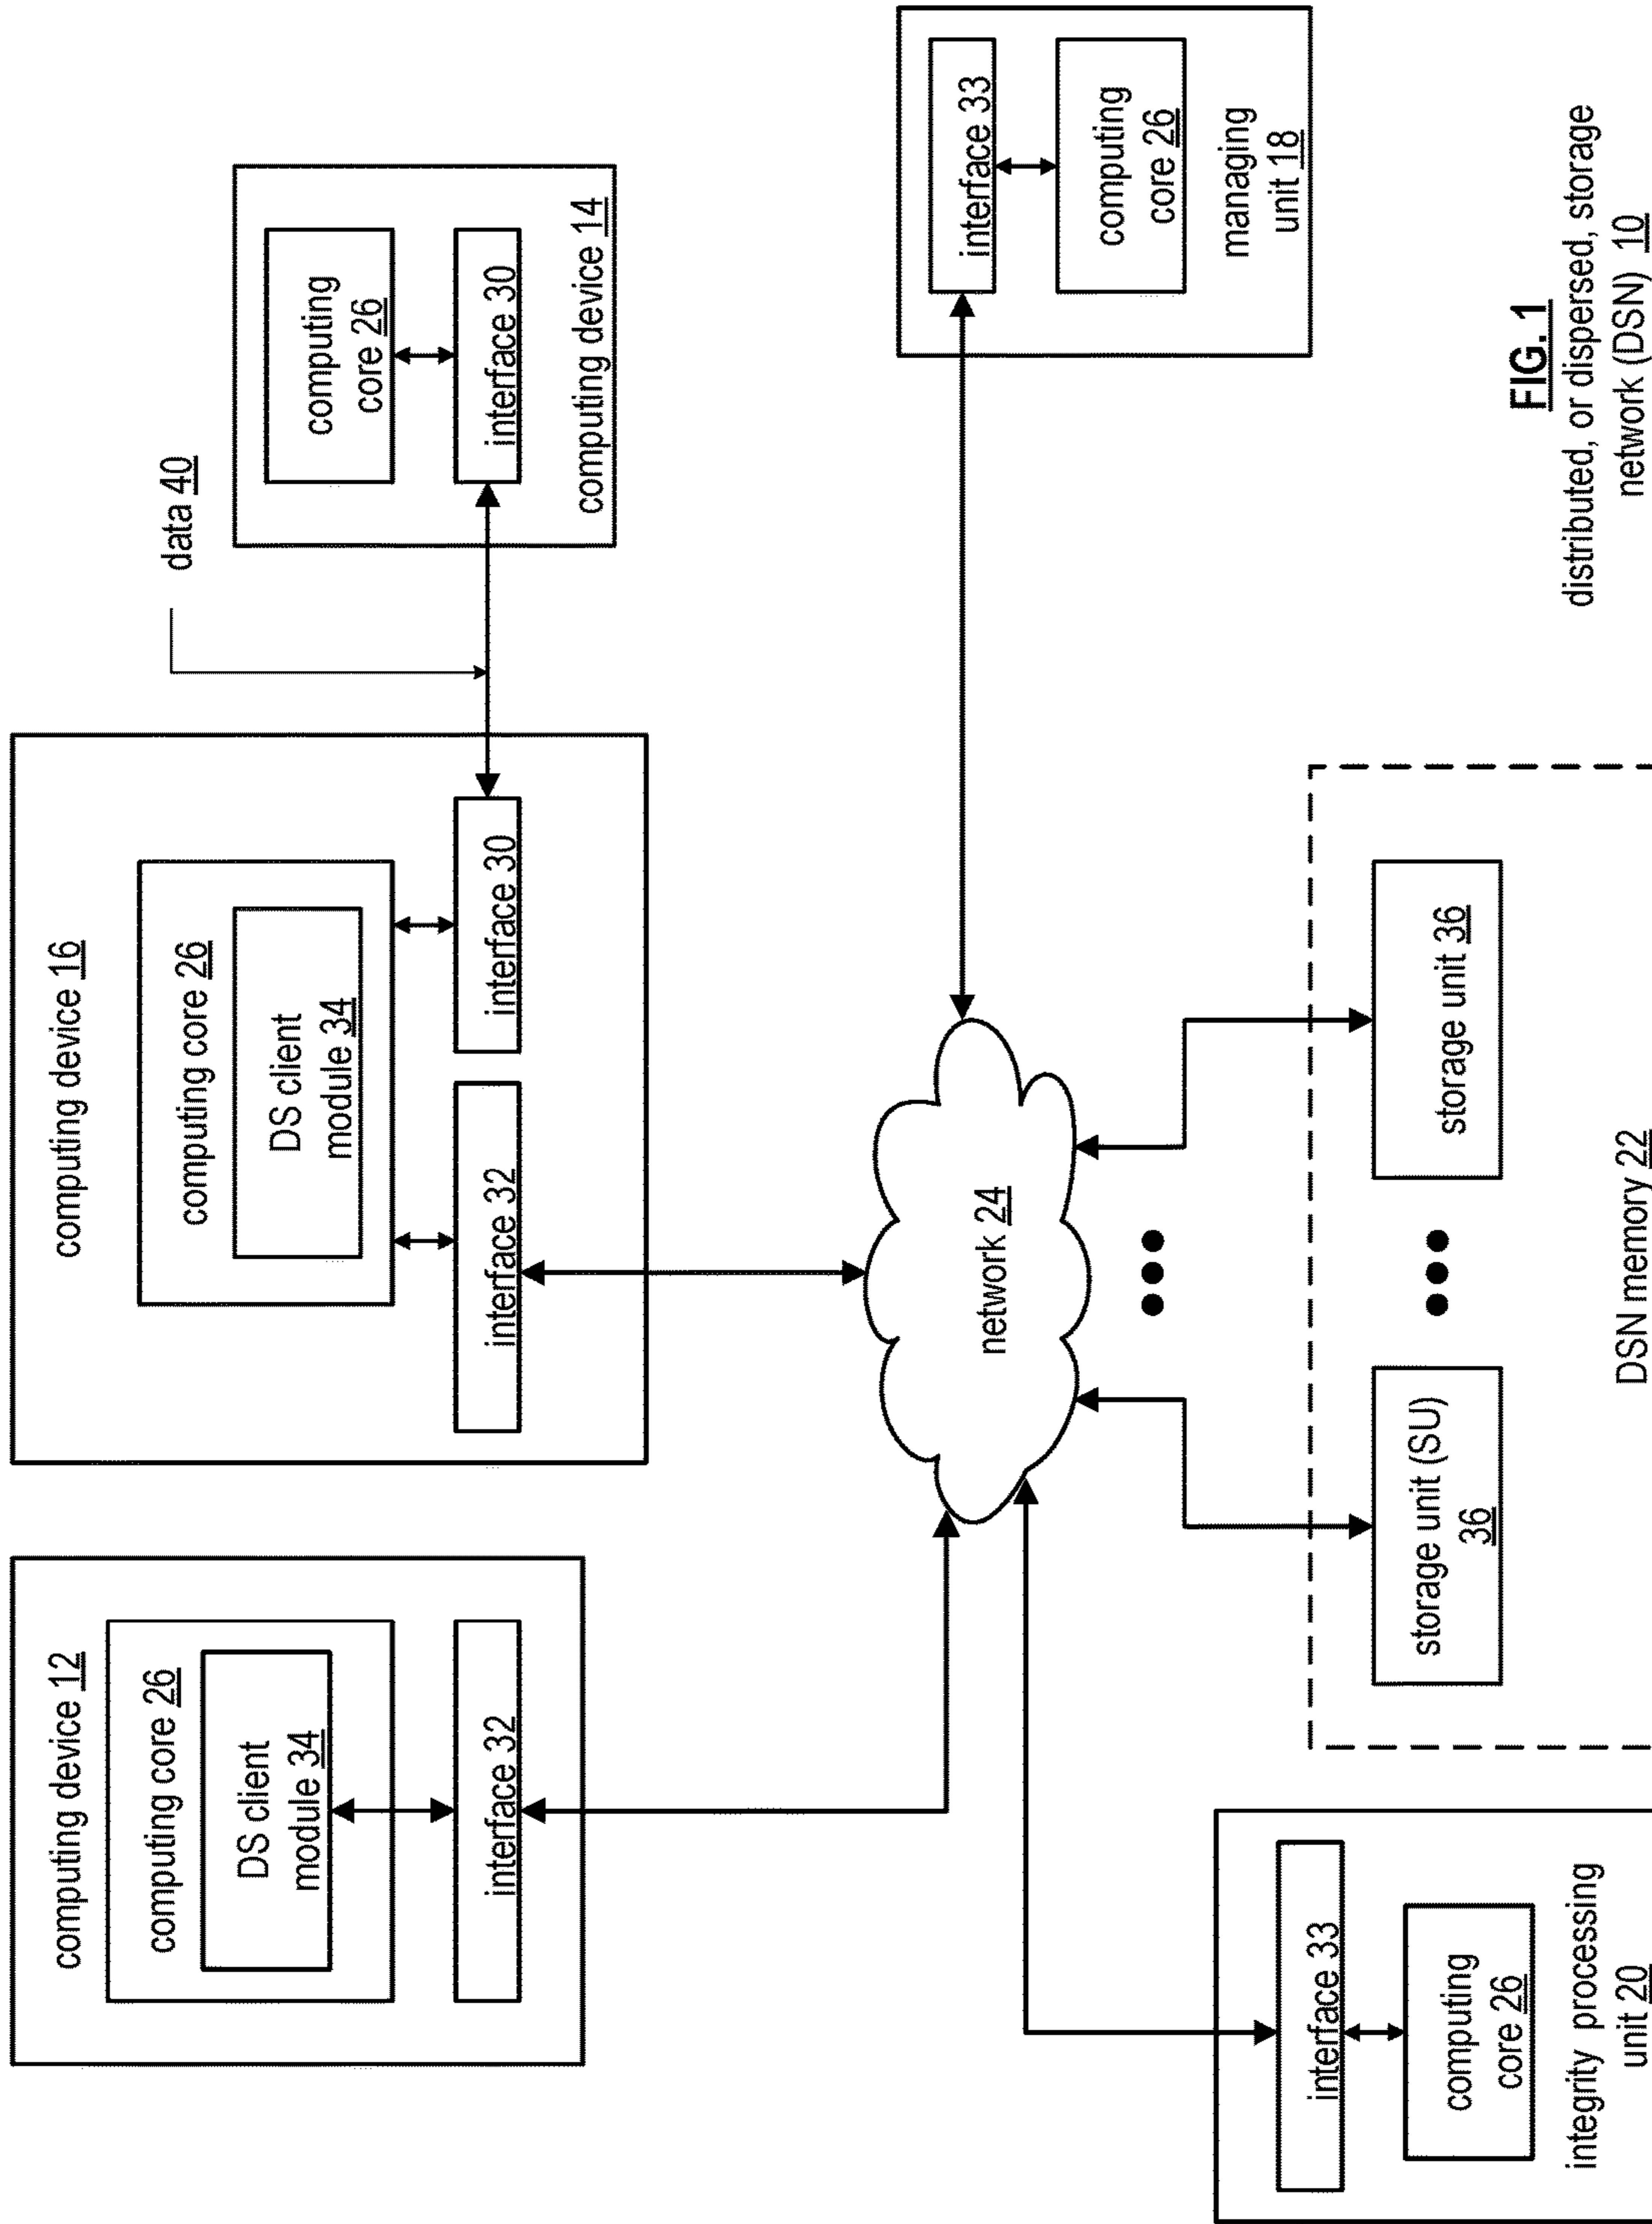 computing device 12
computing core 26
DS client
module 34
interface 32
computing device 16
computing core 26
DS client
module 34
interface 32
interface 30
data 40
computing
core 26
interface 30
computing device 14
network 24
interface 33
computing
core 26
managing
unit 18
interface 33
computing
core 26
integrity processing
unit 20
storage unit (SU)
36
storage unit 36
DSN memory 22
FIG. 1
distributed, or dispersed, storage
network (DSN) 10